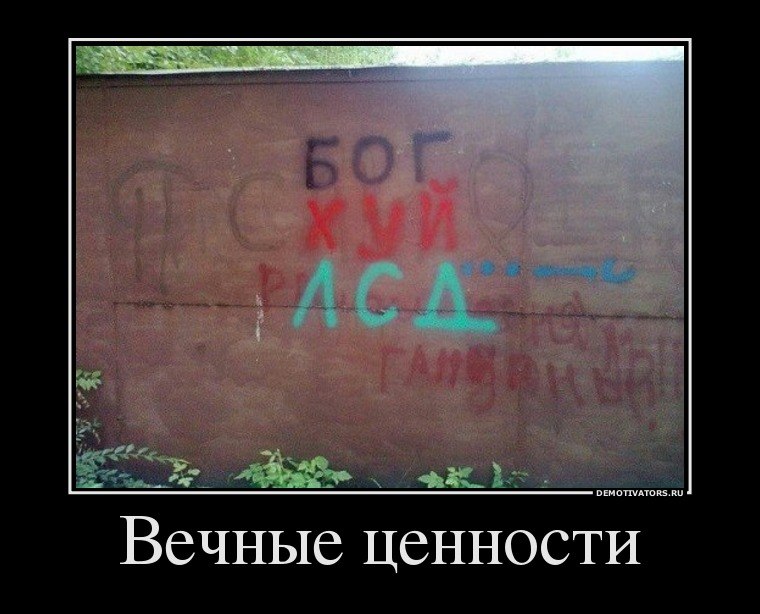 БОГ
ХУЙ
ЛСД
DEMOTIVATORS.RU
Вечные ценности